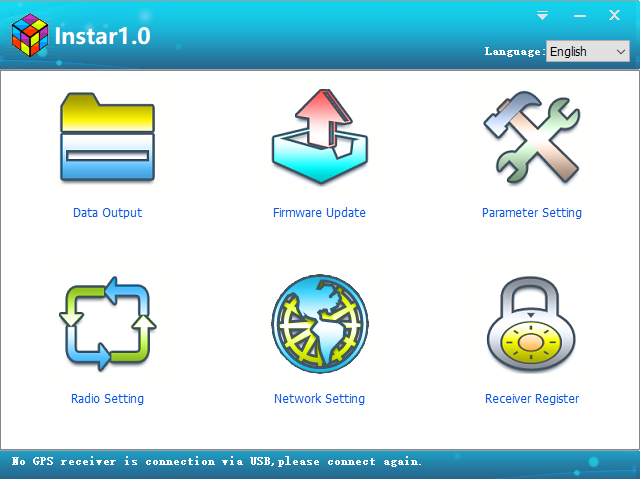 Instar1.0
Language: English
Data Output
Firmware Update
Parameter Setting
Radio Setting
Network Setting
Receiver Register
No GPS receiver is connection via USB,please connect again.